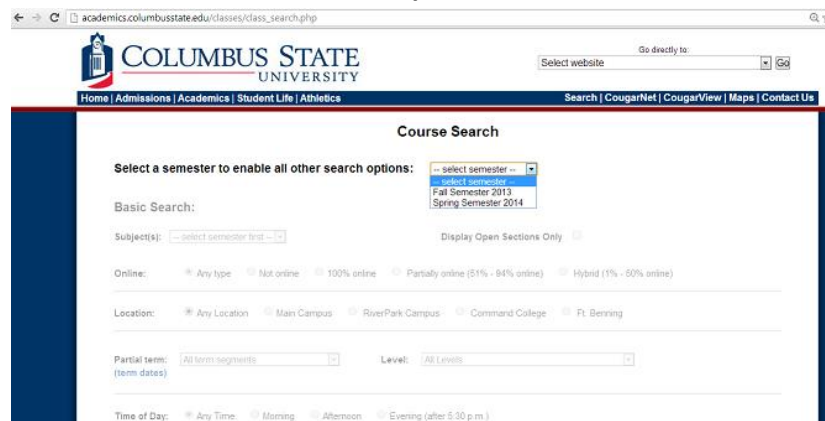 academics.columbusstate.edu/classes/class_search.php
COLUMBUS STATE
UNIVERSITY
Go directly to:
Select website Go
Home | Admissions | Academics | Student Life | Athletics Search | CougarNet | CougarView | Maps | Contact Us
Course Search
Select a semester to enable all other search options: -- select semester --
-- select semester --
Fall Semester 2013
Spring Semester 2014
Basic Search:
Subject(s): -- select semester first -- Display Open Sections Only
Online: Any type Not online 100% online Partially online (51% - 94% online) Hybrid (1% - 50% online)
Location: Any Location Main Campus RiverPark Campus Command College Ft. Benning
Partial term: All term segments Level: All Levels
(term dates)
Time of Day: Any Time Morning Afternoon Evening (after 5:30 p.m.)